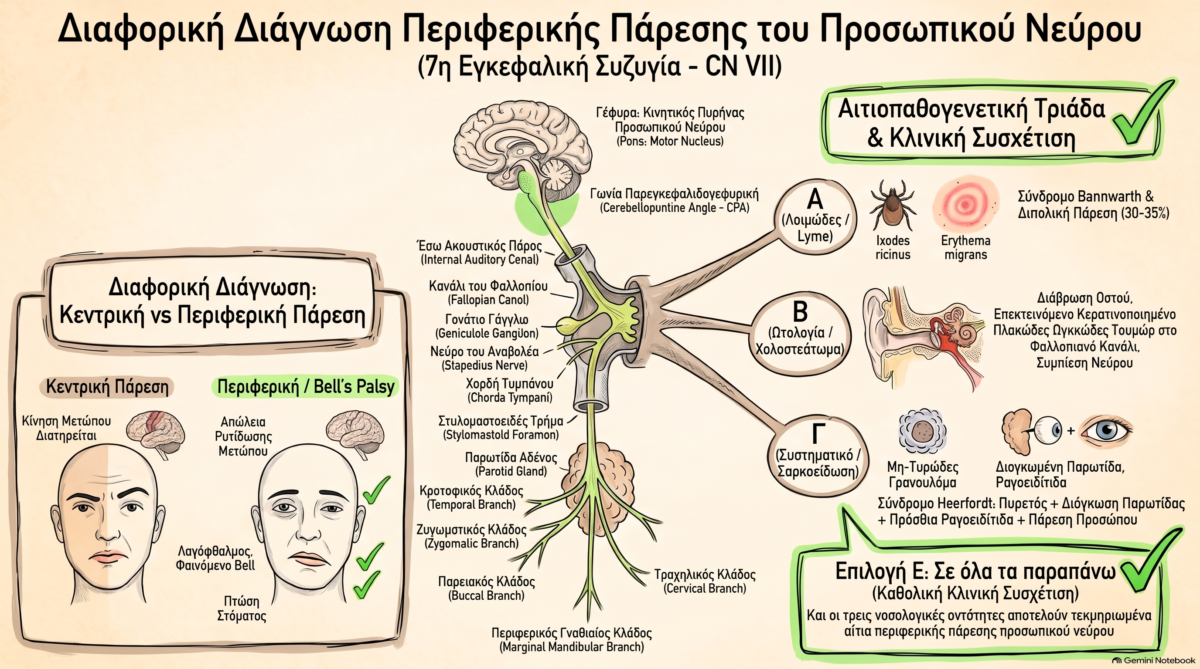 Διαφορική Διάγνωση Περιφερικής Πάρεσης του Προσωπικού Νεύρου
(7η Εγκεφαλική Συζυγία - CN VII)
Διαφορική Διάγνωση:
Κεντρική vs Περιφερική Πάρεση
Κεντρική Πάρεση
Κίνηση Μετώπου
Διατηρείται
Περιφερική / Bell's Palsy
Απώλεια
Ρυτίδωσης
Μετώπου
Λαγόφθαλμος,
Φαινόμενο Bell
Πτώση
Στόματος
Γέφυρα: Κινητικός Πυρήνας
Προσωπικού Νεύρου
(Pons: Motor Nucleus)
Γωνία Παρεγκεφαλιδογεφυρική
(Cerebellopuntine Angle - CPA)
Έσω Ακουστικός Πάρος
(Internal Auditory Cenal)
Κανάλι του Φαλλοπίου
(Fallopian Canol)
Γονάτιο Γάγγλιο
(Geniculole Gangüon)
Νεύρο του Αναβολέα
(Stapedius Nerve)
Χορδή Τυμπάνου
(Chorda Tympaní)
Στυλομαστοειδές Τρήμα
(Stylomastold Foramon)
Παρωτίδα Αδένος
(Parotid Gland)
Κροτοφικός Κλάδος
(Temporal Branch)
Ζυγωμστικός Κλάδος
(Zygomalic Branch)
Παρειακός Κλάδος
(Buccal Branch)
Περιφερικός Γναθιαίος Κλάδος
(Marginal Mandibular Branch)
Τραχηλικός Κλάδος
(Cervical Branch)
Αιτιοπαθογενετική Τριάδα
& Κλινική Συσχέτιση
Α
(Λοιμώδες /
Lyme)
Ixodes
ricinus
Erythema
migrans
Σύνδρομο Bannwarth &
Διπολική Πάρεση (30-35%)
Β
(Ωτολογία /
Χολοστεάτωμα)
Διάβρωση Οστού,
Επεκτεινόμενο Κερατινοποιημένο
Πλακώδες Ωγκκώδες Τουμώρ στο
Φαλλοπιανό Κανάλι,
Συμπίεση Νεύρου
Γ
(Συστηματικό /
Σαρκοείδωση)
Μη-Τυρώδες
Γρανουλόμα
+
Διογκωμένη Παρωτίδα,
Ραγοειδίτιδα
Σύνδρομο Heerfordt: Πυρετός + Διόγκωση Παρωτίδας
+ Πρόσθια Ραγοειδίτιδα + Πάρεση Προσώπου
Επιλογή Ε: Σε όλα τα παραπάνω
(Καθολική Κλινική Συσχέτιση)
Και οι τρεις νοσολογικές οντότητες αποτελούν τεκμηριωμένα
αίτια περιφερικής πάρεσης προσωπικού νεύρου
Gemini Notebook